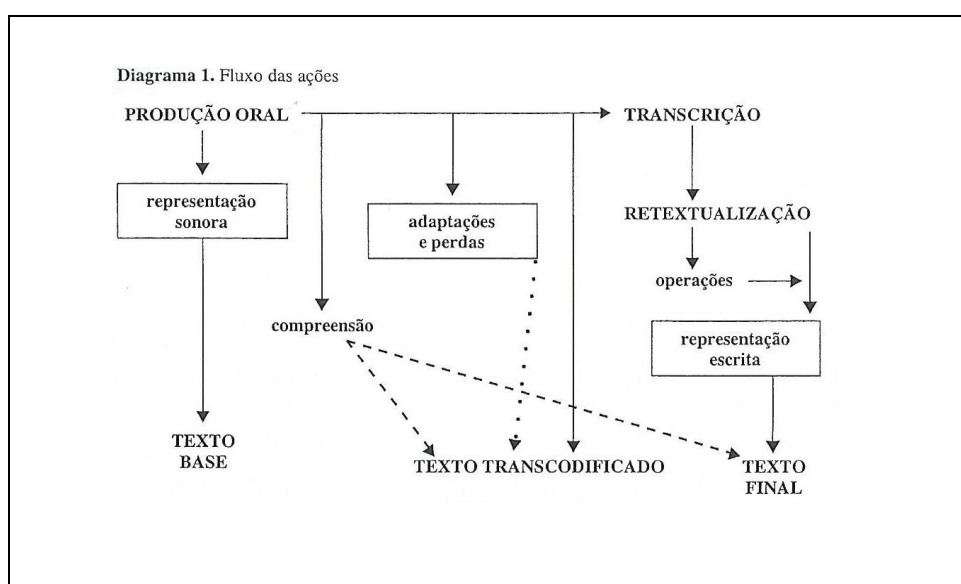 Diagrama 1. Fluxo das ações
PRODUÇÃO ORAL
TRANSCRIÇÃO
representação
sonora
adaptações
e perdas
RETEXTUALIZAÇÃO
operações
compreensão
representação
escrita
TEXTO
BASE
TEXTO TRANSCODIFICADO
TEXTO
FINAL